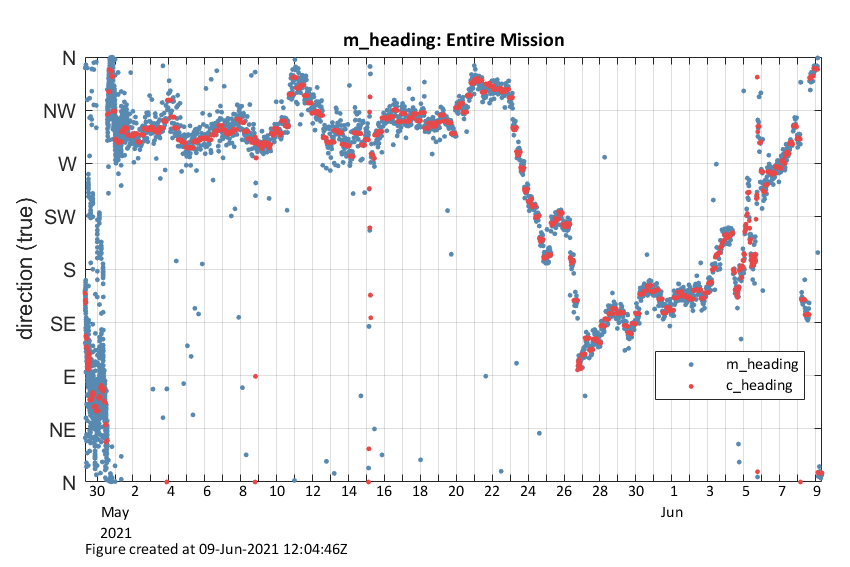 m_heading: Entire Mission
direction (true)
N
NW
W
SW
S
SE
E
NE
N
m_heading
c_heading
30 2 4 6 8 10 12 14 16 18 20 22 24 26 28 30 1 3 5 7 9
May Jun
2021
Figure created at 09-Jun-2021 12:04:46Z